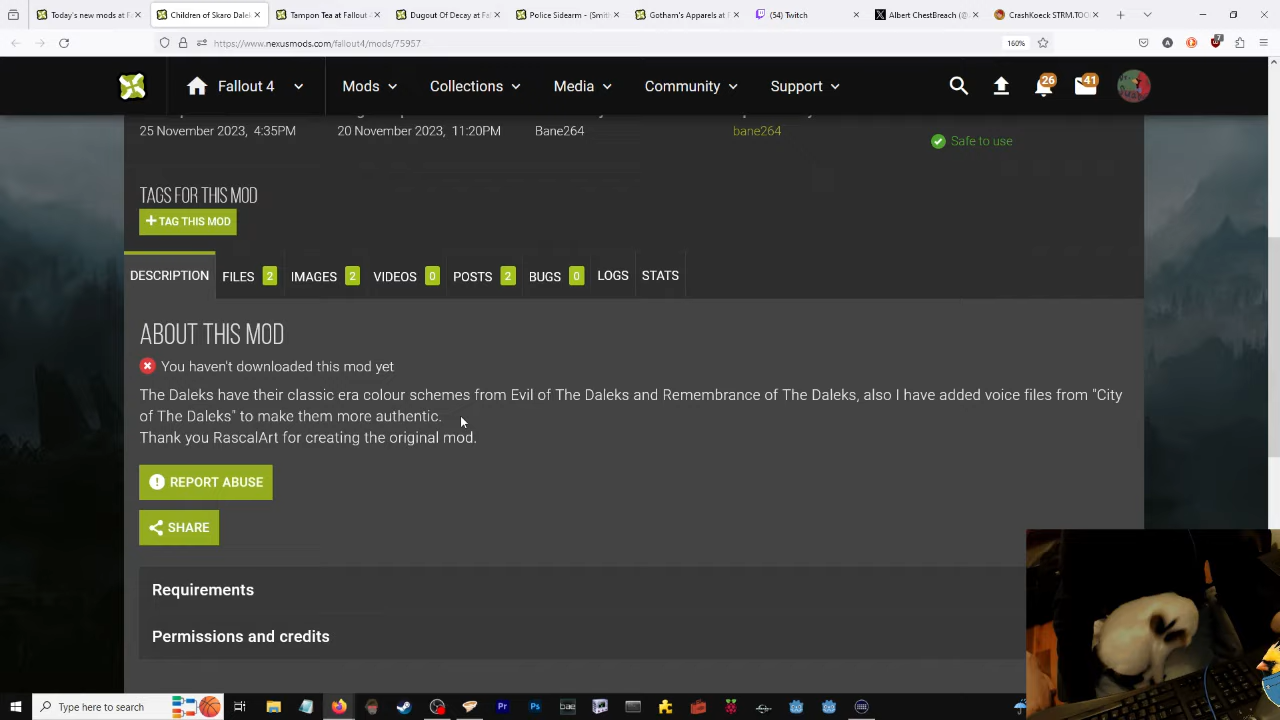 Today's new mods at F
Children of Skaro Dalek
Tampon Tea at Fallout 4
Dugout Of Decay at Fa
Police Sidearm - (Smith
Gotham's Apparels at F
(54) Twitch
Albert ChestBreach (@
CrashKoeck STRM.TOO
https://www.nexusmods.com/fallout4/mods/75957
160%
7
Fallout 4
Mods
Collections
Media
Community
Support
26
41
25 November 2023, 4:35PM
20 November 2023, 11:20PM
Bane264
bane264
Safe to use
TAGS FOR THIS MOD
+ TAG THIS MOD
DESCRIPTION
FILES 2
IMAGES 2
VIDEOS 0
POSTS 2
BUGS 0
LOGS
STATS
ABOUT THIS MOD
You haven't downloaded this mod yet
The Daleks have their classic era colour schemes from Evil of The Daleks and Remembrance of The Daleks, also I have added voice files from "City
of The Daleks" to make them more authentic.
Thank you RascalArt for creating the original mod.
REPORT ABUSE
SHARE
Requirements
Permissions and credits
Type here to search
Pr
Ps
bae